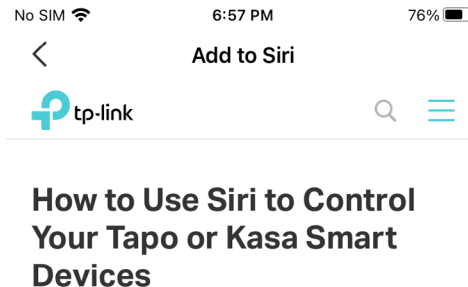 No SIM 6:57 PM 76%
Add to Siri
tp-link
How to Use Siri to Control
Your Tapo or Kasa Smart
Devices